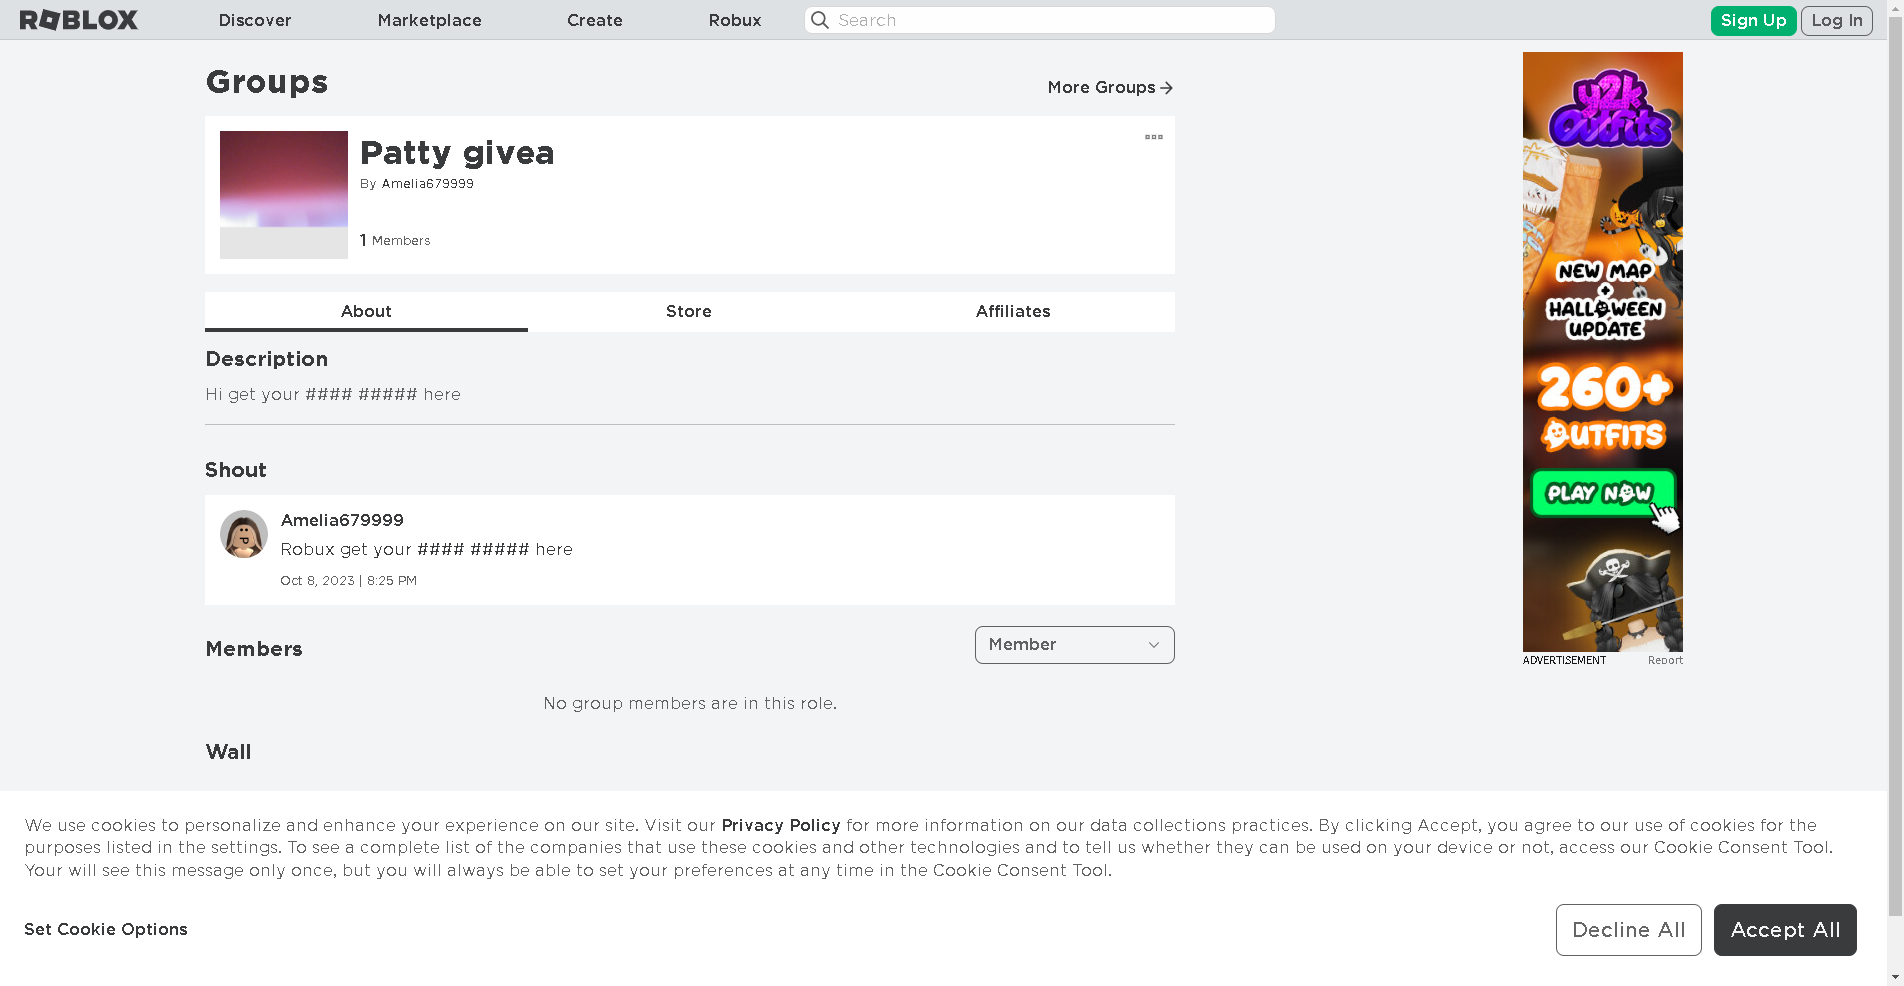 ROBLOX Discover Marketplace Create Robux Search Sign Up Log In
Groups
More Groups
Patty givea
By Amelia679999
1 Members
About Store Affiliates
Description
Hi get your #### ##### here
Shout
Amelia679999
Robux get your #### ##### here
Oct 8, 2023 | 8:25 PM
Members
Member
No group members are in this role.
Wall
y2k
Outfits
NEW MAP
+
HALLOWEEN
UPDATE
260+
OUTFITS
PLAY NOW
ADVERTISEMENT Report
We use cookies to personalize and enhance your experience on our site. Visit our Privacy Policy for more information on our data collections practices. By clicking Accept, you agree to our use of cookies for the
purposes listed in the settings. To see a complete list of the companies that use these cookies and other technologies and to tell us whether they can be used on your device or not, access our Cookie Consent Tool.
Your will see this message only once, but you will always be able to set your preferences at any time in the Cookie Consent Tool.
Set Cookie Options
Decline All
Accept All